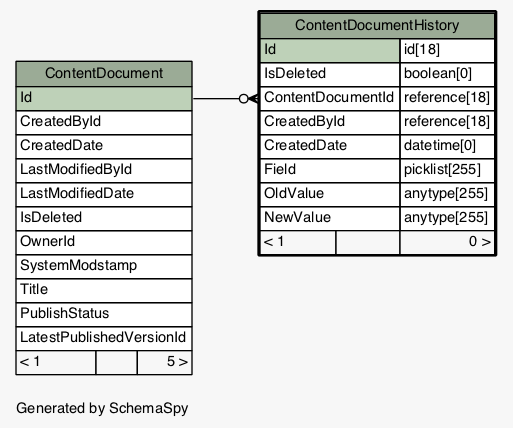 ContentDocument
Id
CreatedById
CreatedDate
LastModifiedById
LastModifiedDate
IsDeleted
OwnerId
SystemModstamp
Title
PublishStatus
LatestPublishedVersionId
< 1 5 >
ContentDocumentHistory
Id id[18]
IsDeleted boolean[0]
ContentDocumentId reference[18]
CreatedById reference[18]
CreatedDate datetime[0]
Field picklist[255]
OldValue anytype[255]
NewValue anytype[255]
< 1 0 >
Generated by SchemaSpy